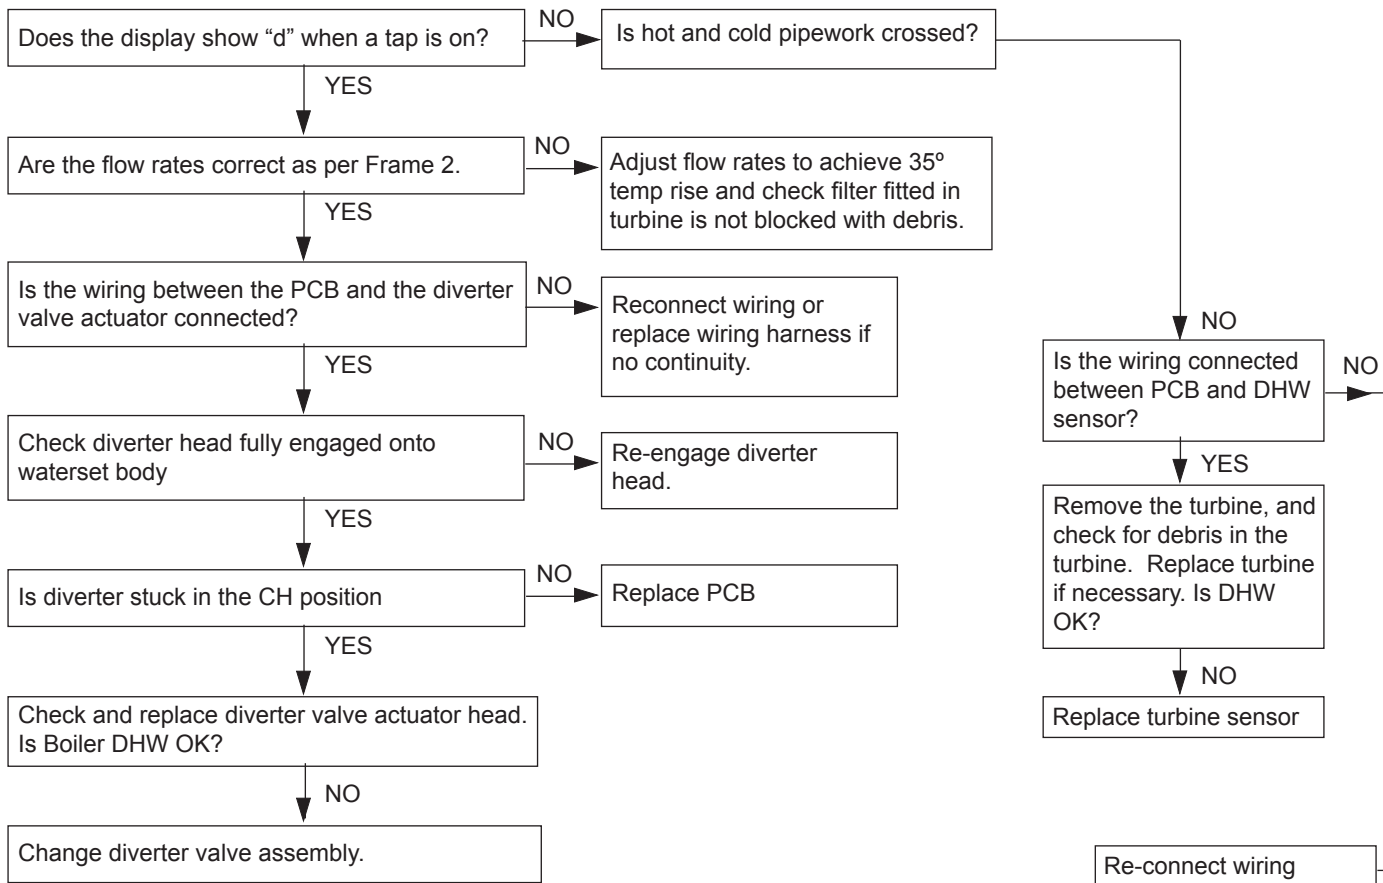 Does the display show “d” when a tap is on?
NO
Is hot and cold pipework crossed?
YES
Are the flow rates correct as per Frame 2.
NO
Adjust flow rates to achieve 35º
temp rise and check filter fitted in
turbine is not blocked with debris.
YES
Is the wiring between the PCB and the diverter
valve actuator connected?
NO
Reconnect wiring or
replace wiring harness if
no continuity.
YES
Check diverter head fully engaged onto
waterset body
NO
Re-engage diverter
head.
YES
Is diverter stuck in the CH position
NO
Replace PCB
YES
Check and replace diverter valve actuator head.
Is Boiler DHW OK?
NO
Change diverter valve assembly.
NO
Is the wiring connected
between PCB and DHW
sensor?
NO
YES
Remove the turbine, and
check for debris in the
turbine.  Replace turbine
if necessary. Is DHW
OK?
NO
Replace turbine sensor
Re-connect wiring